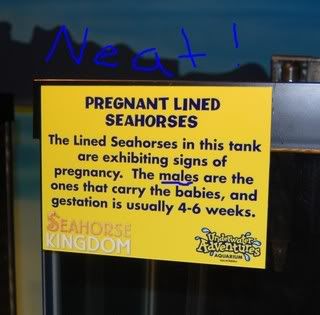 Neat!
PREGNANT LINED
SEAHORSES
The Lined Seahorses in this tank
are exhibiting signs of
pregnancy. The males are the
ones that carry the babies, and
gestation is usually 4-6 weeks.
SEAHORSE
KINGDOM
Underwater
Adventures
AQUARIUM